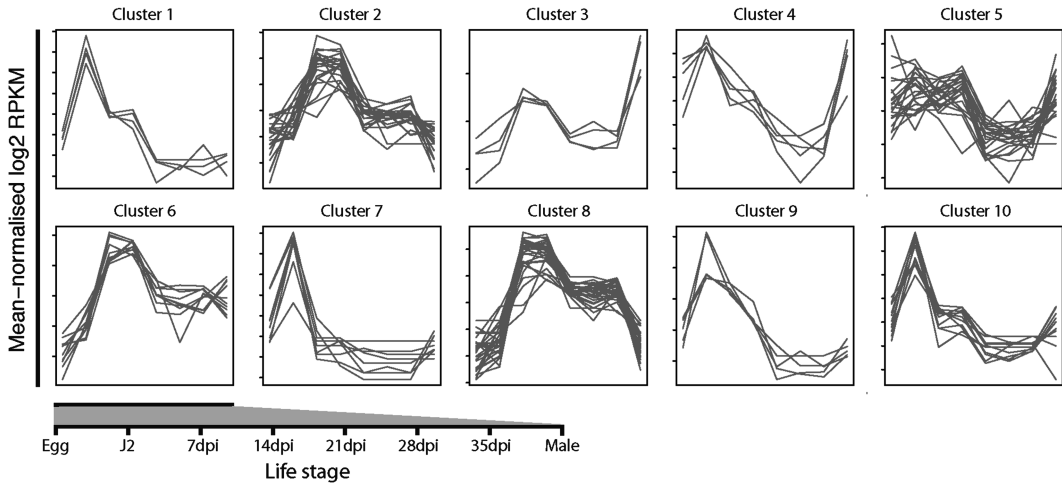 Cluster 1 Cluster 2 Cluster 3 Cluster 4 Cluster 5
Mean–normalised log2 RPKM
Cluster 6 Cluster 7 Cluster 8 Cluster 9 Cluster 10
Egg J2 7dpi 14dpi 21dpi 28dpi 35dpi Male
Life stage